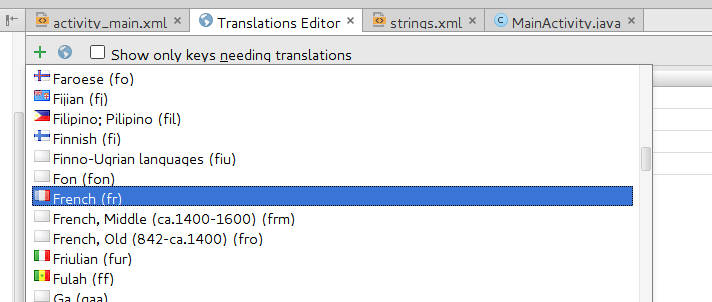 activity_main.xml Translations Editor strings.xml MainActivity.java
Show only keys needing translations
Faroese (fo)
Fijian (fj)
Filipino; Pilipino (fil)
Finnish (fi)
Finno-Ugrian languages (fiu)
Fon (fon)
French (fr)
French, Middle (ca.1400-1600) (frm)
French, Old (842-ca.1400) (fro)
Friulian (fur)
Fulah (ff)
Ga (gaa)